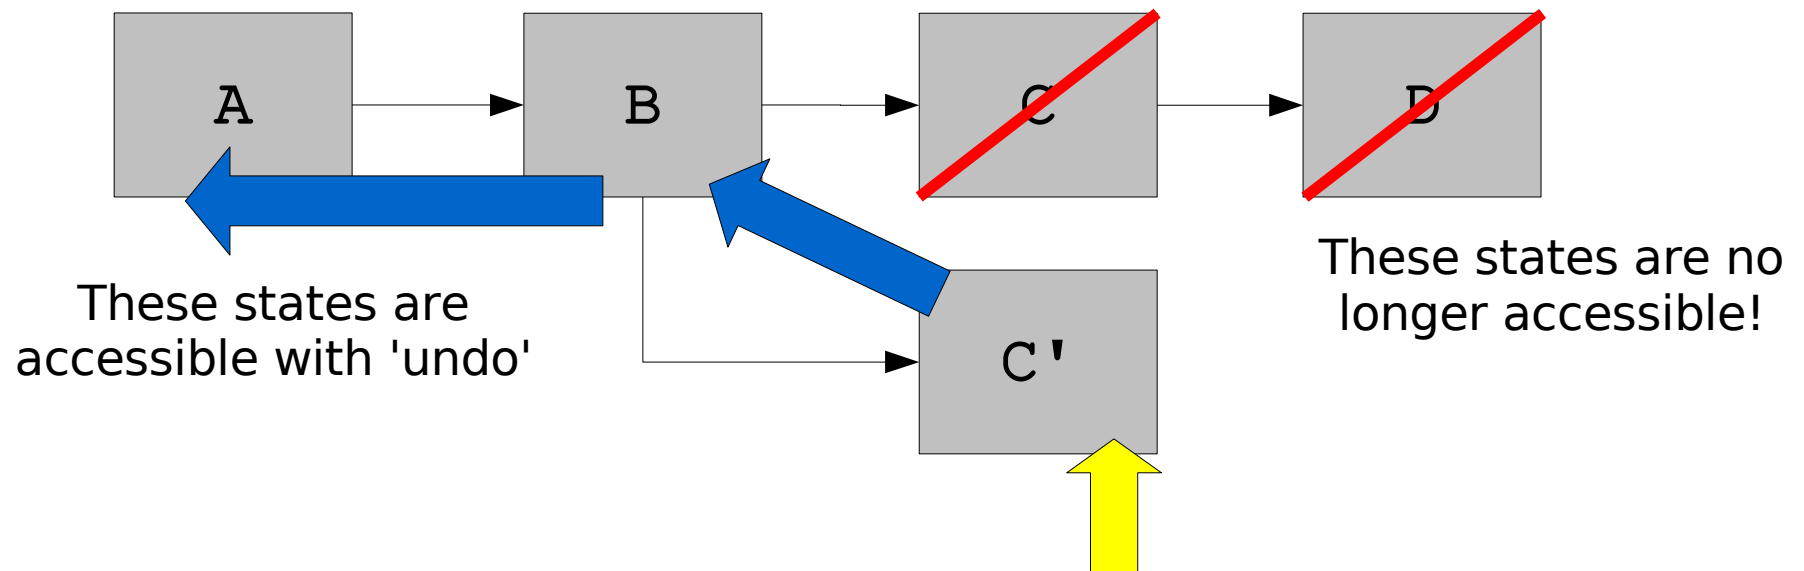 A
B
C
D
These states are
accessible with 'undo'
These states are no
longer accessible!
C'